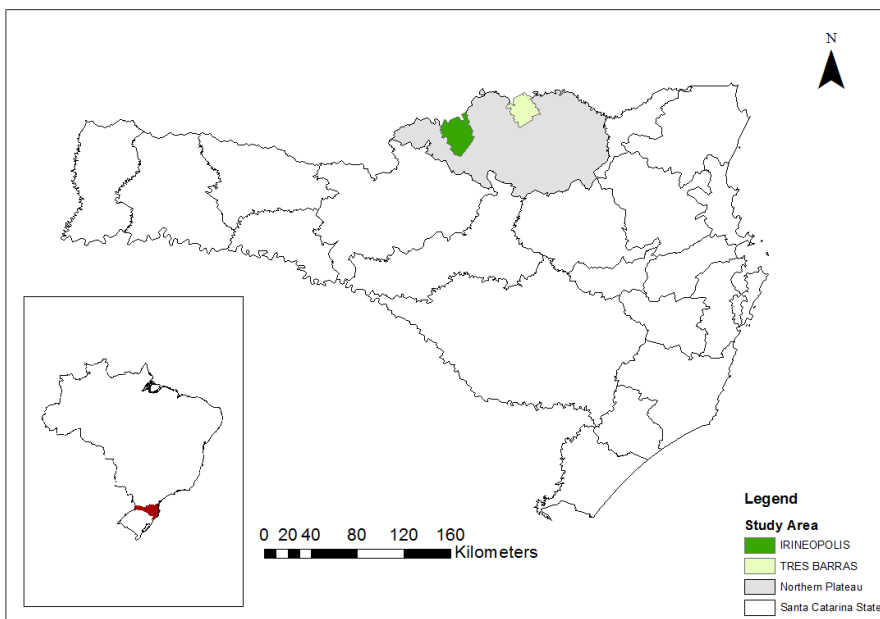 N
0 20 40 80 120 160
Kilometers
Legend
Study Area
IRINEOPOLIS
TRES BARRAS
Northern Plateau
Santa Catarina State